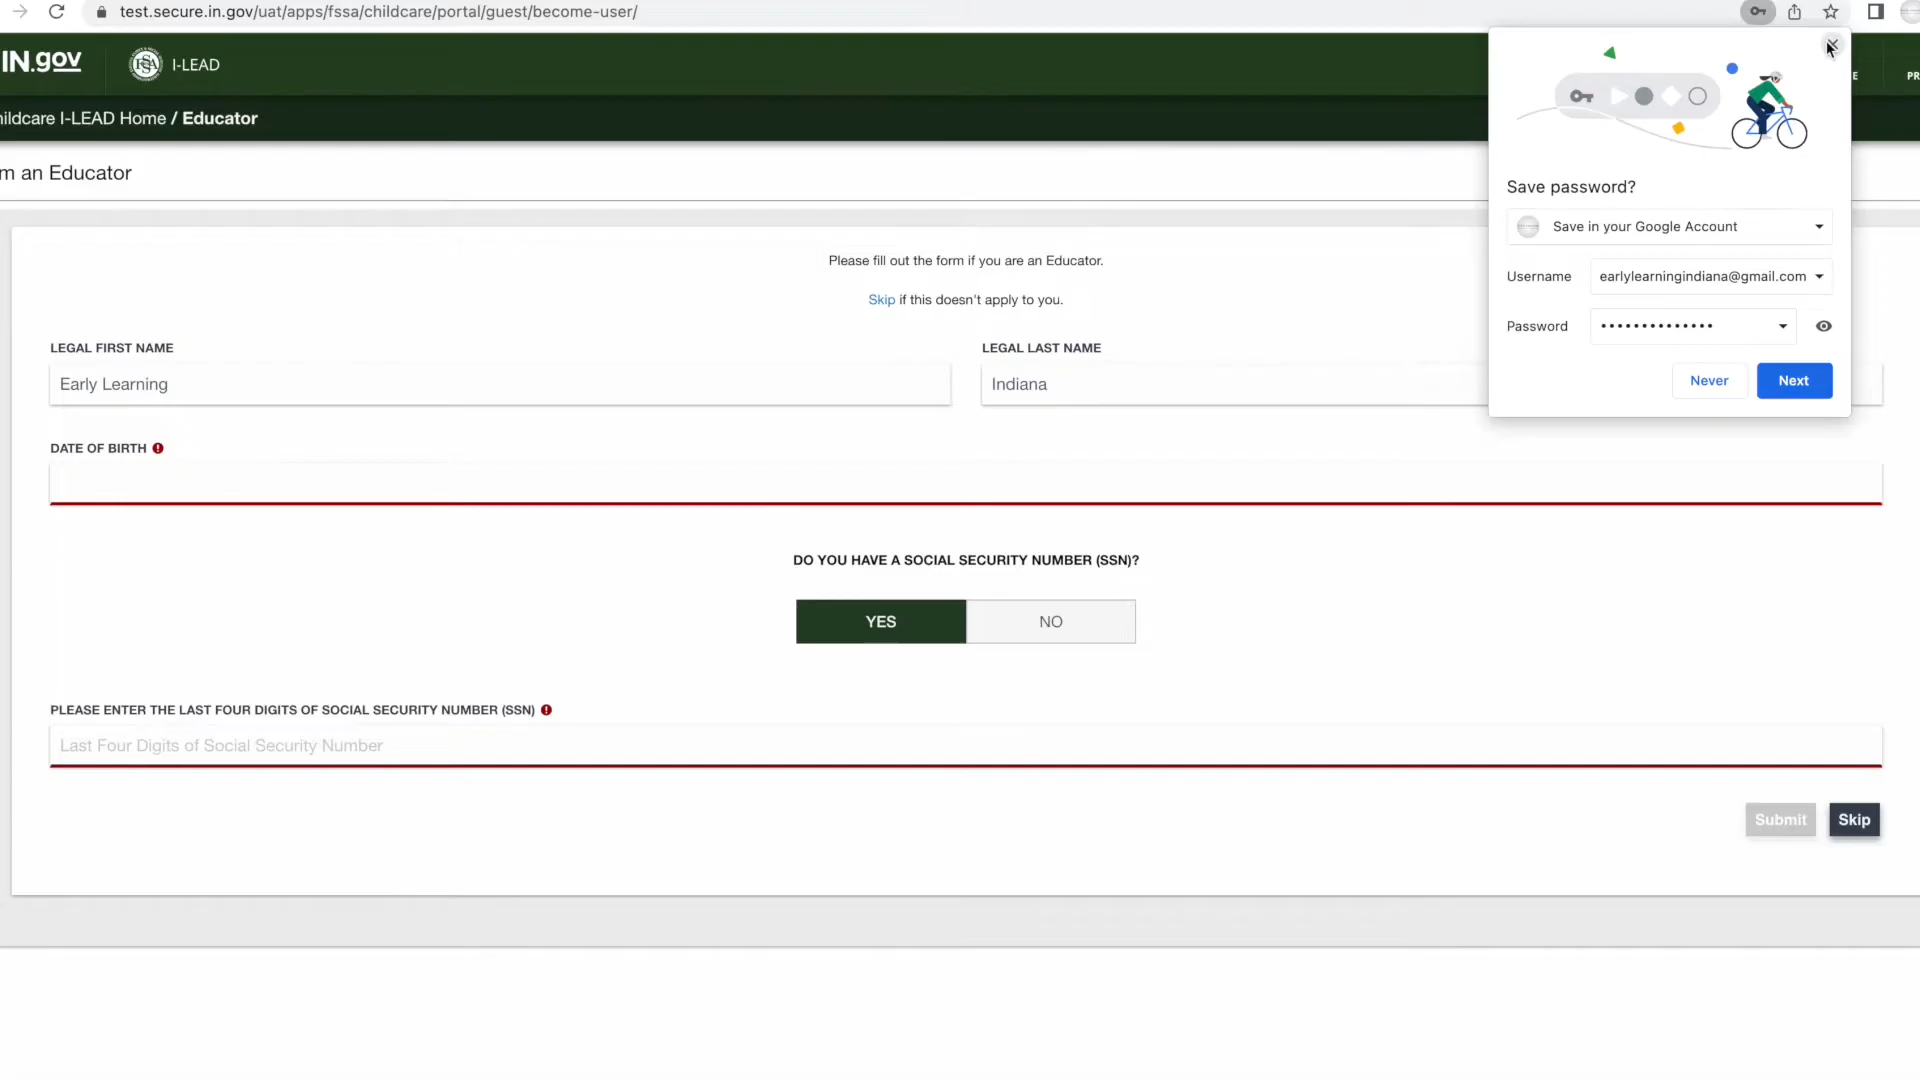 test.secure.in.gov/uat/apps/fssa/childcare/portal/guest/become-user/
IN.gov
I-LEAD
E
PR
hildcare I-LEAD Home / Educator
m an Educator
Save password?
Save in your Google Account
Username
earlylearningindiana@gmail.com
Password
••••••••••••••
Never
Next
Please fill out the form if you are an Educator.
Skip if this doesn't apply to you.
LEGAL FIRST NAME
LEGAL LAST NAME
Early Learning
Indiana
DATE OF BIRTH
DO YOU HAVE A SOCIAL SECURITY NUMBER (SSN)?
YES
NO
PLEASE ENTER THE LAST FOUR DIGITS OF SOCIAL SECURITY NUMBER (SSN)
Last Four Digits of Social Security Number
Submit
Skip